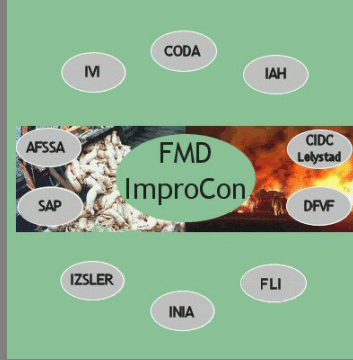 CODA
IVI
IAH
AFSSA
FMD
ImproCon
CIDC
Lelystad
SAP
DFVF
IZSLER
FLI
INIA